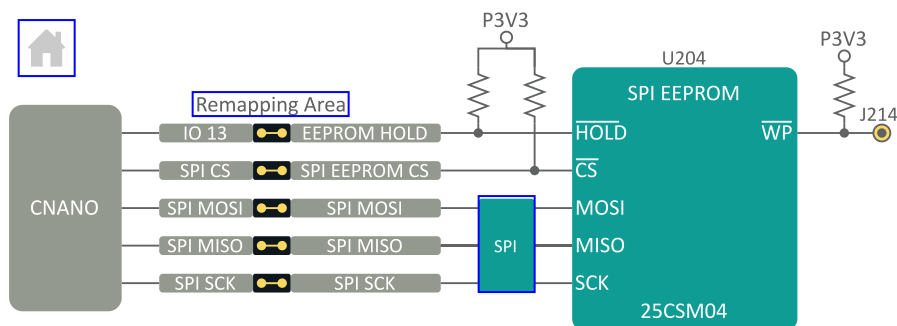 P3V3
P3V3
U204
SPI EEPROM
J214
Remapping Area
IO 13 EEPROM HOLD HOLD WP
SPI CS SPI EEPROM CS CS
CNANO SPI MOSI SPI MOSI MOSI
SPI MISO SPI MISO SPI MISO
SPI SCK SPI SCK SCK
25CSM04